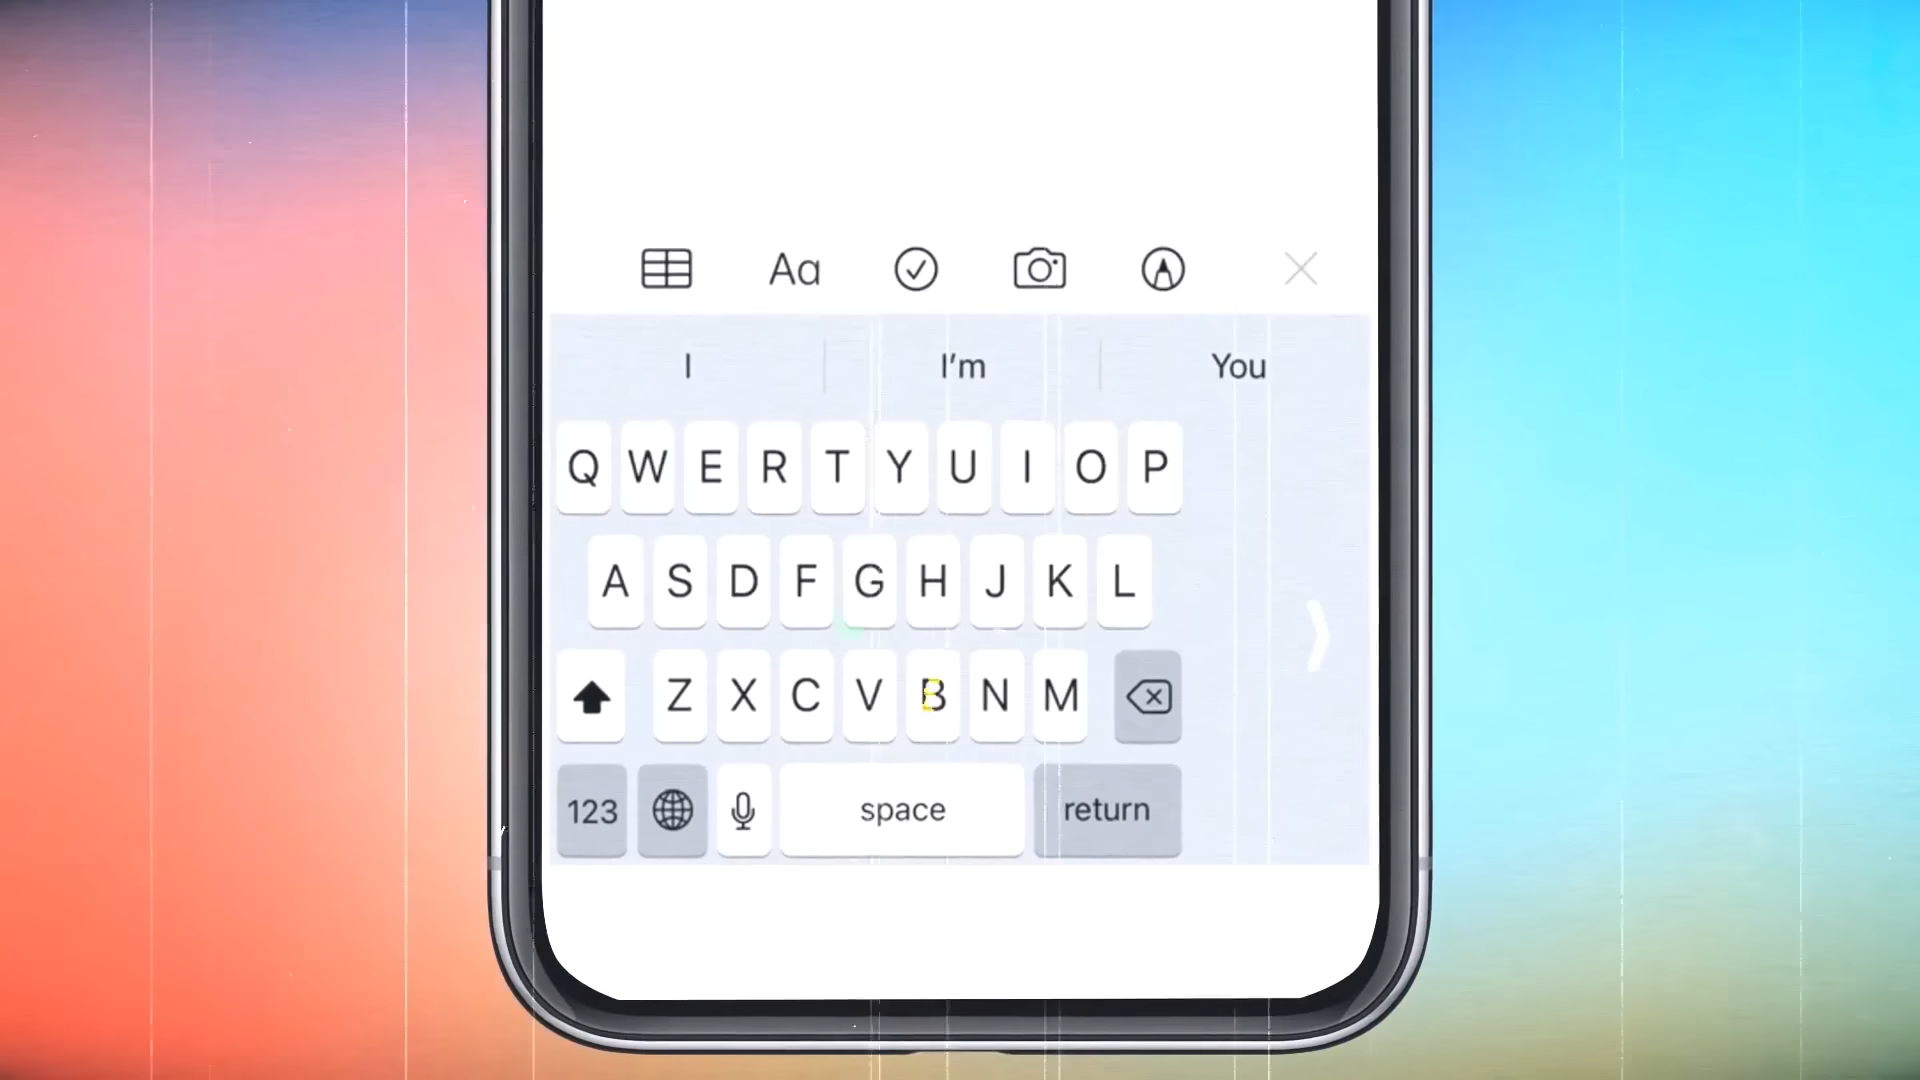 Aa
I I’m You
Q W E R T Y U I O P
A S D F G H J K L
Z X C V B N M
123 space return